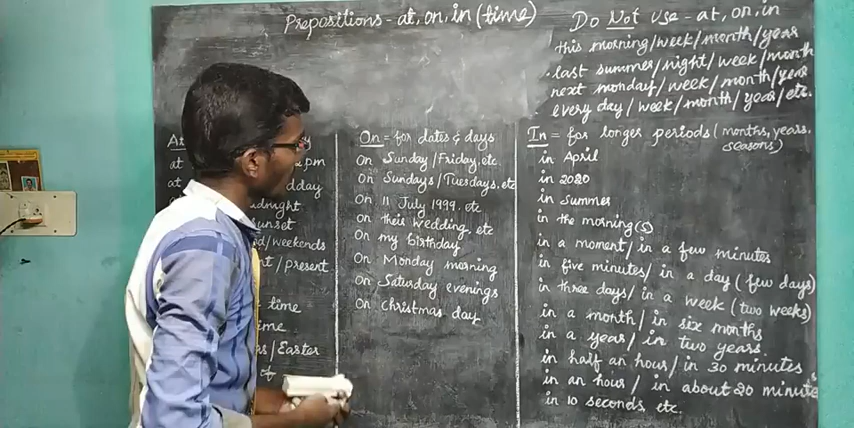 Prepositions - at, on, in (time)
Do Not use - at, on, in
this morning/week/month/year
last summer/night/week/month
next monday/week/month/year
every day/week/month/year/etc.
at
pm
at
dday
idnight
unset
/weekends
/present
time
ime
/Easter
of
On = for dates & days
on Sunday/Friday, etc.
on Sundays/Tuesdays, etc
on 11 July 1999, etc
on their wedding, etc
on my birthday
on Monday morning
on Saturday evenings
on christmas day
In = for longer periods (months, years,
seasons)
in April
in 2020
in summer
in the morning(s)
in a moment/in a few minutes
in five minutes/in a day (few days)
in three days/in a week (two weeks)
in a month/in six months
in a year/in two years.
in half an hour/in 30 minutes
in an hour/in about 20 minutes
in 10 seconds, etc.